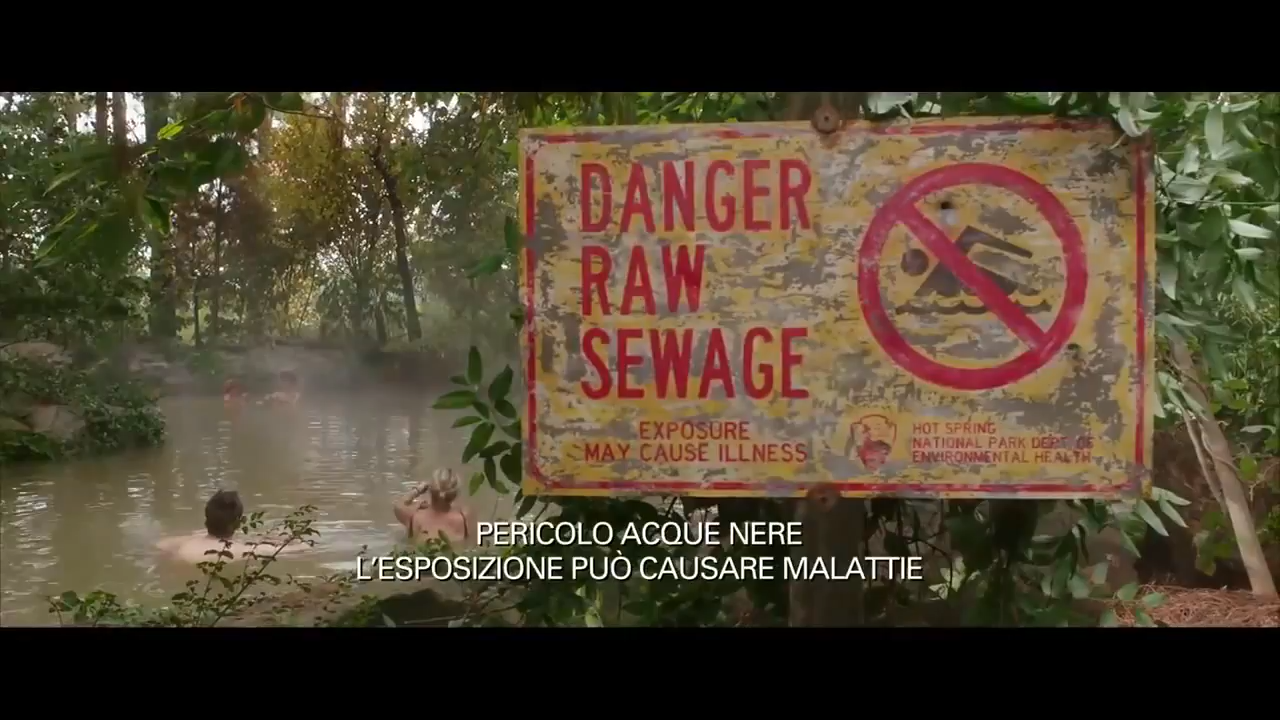 DANGER
RAW
SEWAGE
EXPOSURE
MAY CAUSE ILLNESS
HOT SPRING
NATIONAL PARK DEPT. OF
ENVIRONMENTAL HEALTH
PERICOLO ACQUE NERE
L'ESPOSIZIONE PUÒ CAUSARE MALATTIE